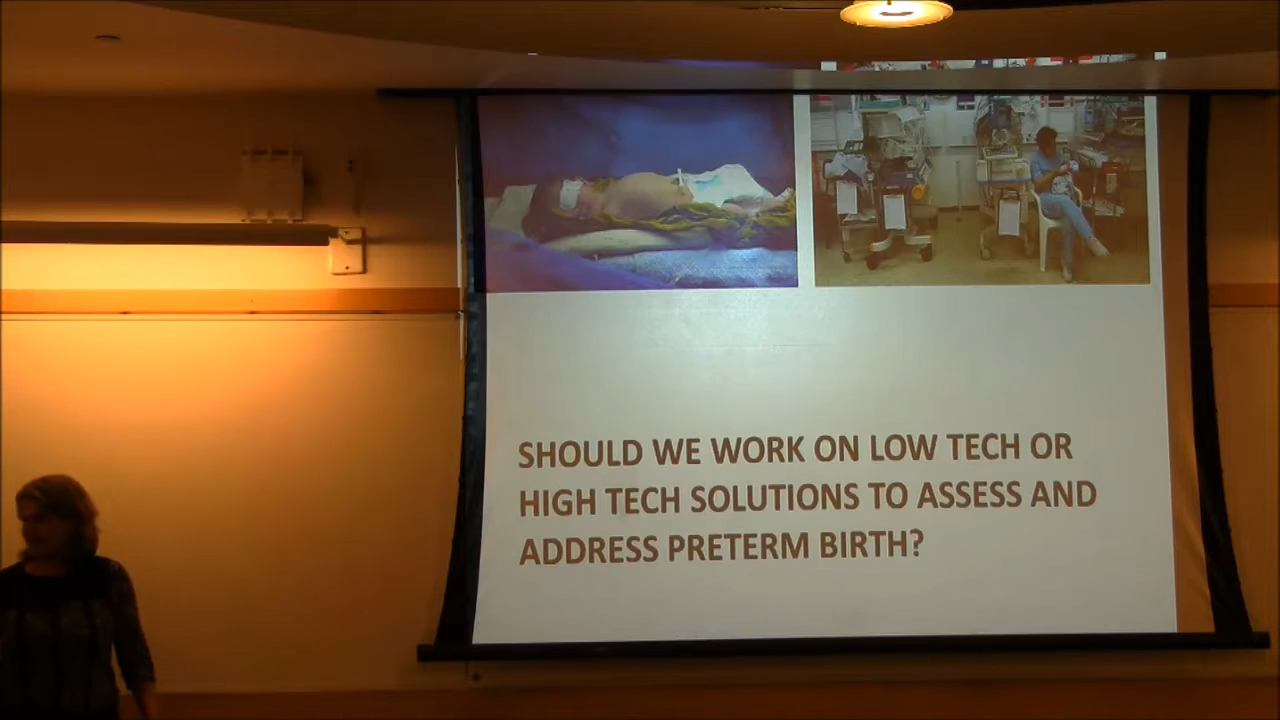 SHOULD WE WORK ON LOW TECH OR
HIGH TECH SOLUTIONS TO ASSESS AND
ADDRESS PRETERM BIRTH?